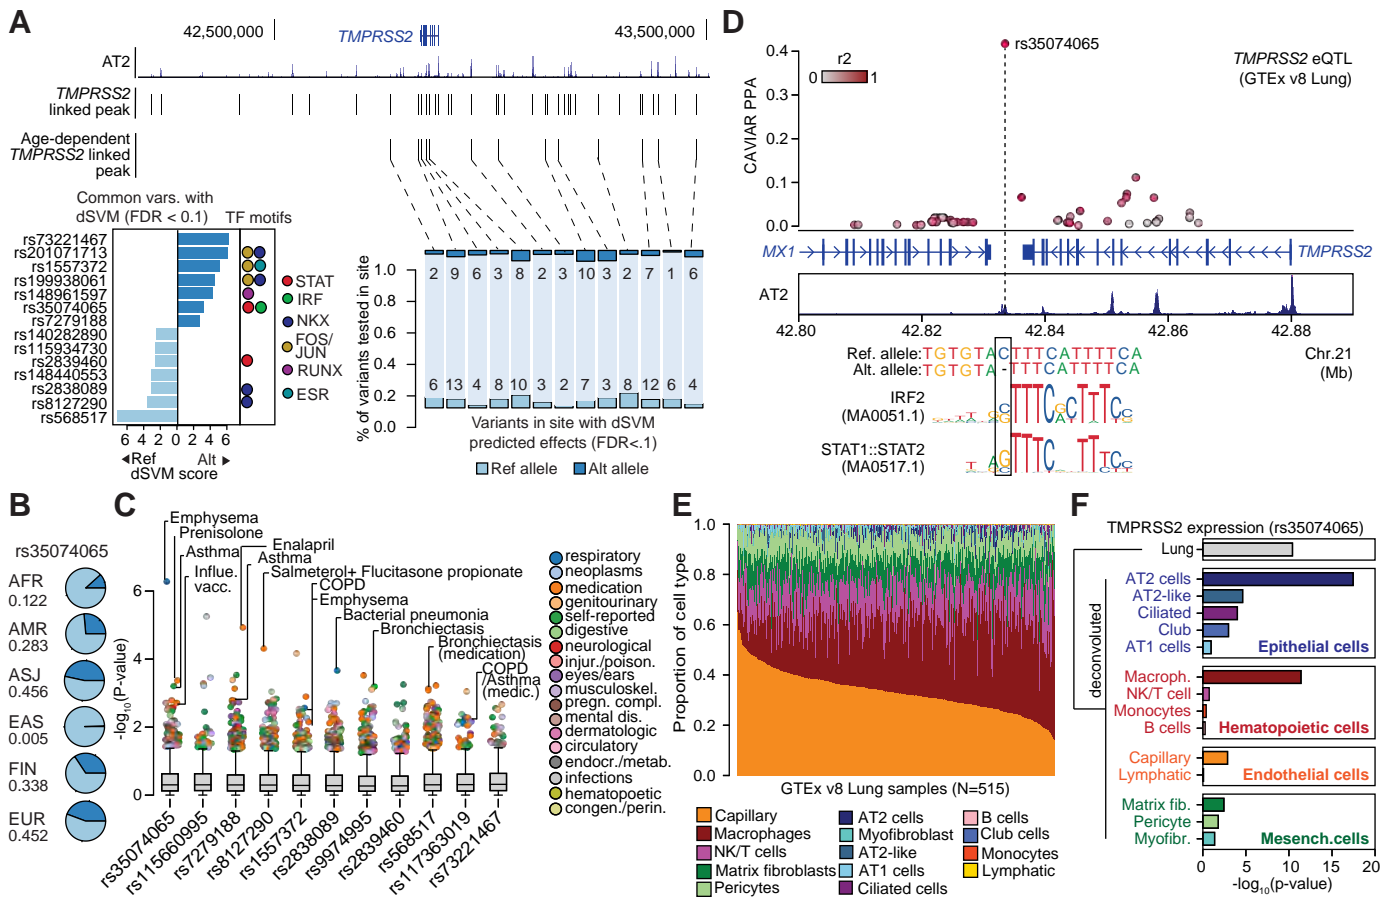 A
42,500,000
TMPRSS2
43,500,000
AT2
TMPRSS2
linked peak
Age-dependent
TMPRSS2 linked
peak
Common vars. with
dSVM (FDR < 0.1)
TF motifs
rs73221467
rs201071713
rs1557372
rs199938061
rs148961597
rs35074065
rs7279188
rs140282890
rs115934730
rs2839460
rs148440553
rs2838089
rs8127290
rs568517
6 4 2 0 2 4 6
◀Ref Alt ▶
dSVM score
STAT
IRF
NKX
FOS/
JUN
RUNX
ESR
% of variants tested in site
1.0
0.8
0.6
0.4
0.2
0.0
2 9 6 3 8 2 2 10 3 2 7 1 6
6 13 4 8 10 3 2 7 3 8 12 6 4
Variants in site with dSVM
predicted effects (FDR<.1)
Ref allele Alt allele
D
CAVIAR PPA
0.4
0.3
0.2
0.1
0.0
r2
0 1
rs35074065
TMPRSS2 eQTL
(GTEx v8 Lung)
MX1
TMPRSS2
AT2
42.80 42.82 42.84 42.86 42.88
Chr.21
(Mb)
Ref. allele:TGTGTACTTTCATTTTCA
Alt. allele:TGTGTA-TTTCATTTTCA
IRF2
(MA0051.1)
STAT1::STAT2
(MA0517.1)
B
rs35074065
AFR
0.122
AMR
0.283
ASJ
0.456
EAS
0.005
FIN
0.338
EUR
0.452
C
-log10(P-value)
6
4
2
0
Emphysema
Prenisolone
Asthma
Influe.
vacc.
Enalapril
Asthma
Salmeterol+ Flucitasone propionate
COPD
Emphysema
Bacterial pneumonia
Bronchiectasis
Bronchiectasis
(medication)
COPD
/Asthma
(medic.)
rs35074065
rs115660995
rs7279188
rs8127290
rs1557372
rs2838089
rs9974995
rs2839460
rs568517
rs117363019
rs73221467
respiratory
neoplasms
medication
genitourinary
self-reported
digestive
neurological
injur./poison.
eyes/ears
musculoskel.
pregn. compl.
mental dis.
dermatologic
circulatory
endocr./metab.
infections
hematopoetic
congen./perin.
E
Proportion of cell type
1.0
0.8
0.6
0.4
0.2
0.0
GTEx v8 Lung samples (N=515)
Capillary
Macrophages
NK/T cells
Matrix fibroblasts
Pericytes
AT2 cells
Myofibroblast
AT2-like
AT1 cells
Ciliated cells
B cells
Club cells
Monocytes
Lymphatic
F
TMPRSS2 expression (rs35074065)
Lung
deconvoluted
AT2 cells
AT2-like
Ciliated
Club
AT1 cells
Epithelial cells
Macroph.
NK/T cell
Monocytes
B cells
Hematopoietic cells
Capillary
Lymphatic
Endothelial cells
Matrix fib.
Pericyte
Myofibr.
Mesench.cells
0 5 10 15 20
-log10(p-value)